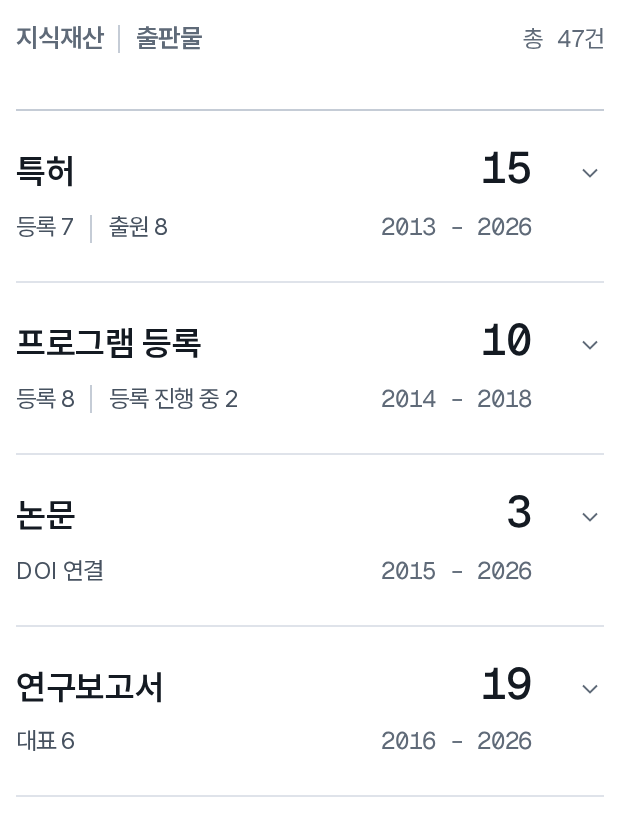 지식재산 | 출판물 총 47건
특허 15
등록 7 | 출원 8 2013 – 2026
프로그램 등록 10
등록 8 | 등록 진행 중 2 2014 – 2018
논문 3
DOI 연결 2015 – 2026
연구보고서 19
대표 6 2016 – 2026